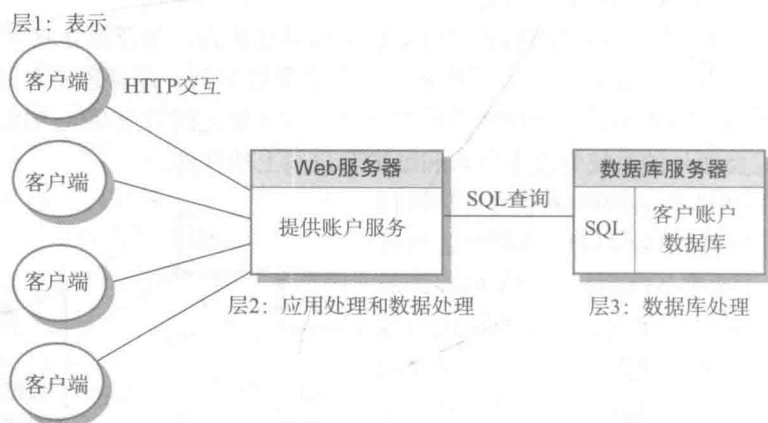 层1：表示
客户端
HTTP交互
客户端
客户端
客户端
Web服务器
提供账户服务
层2：应用处理和数据处理
SQL查询
数据库服务器
SQL
客户账户
数据库
层3：数据库处理